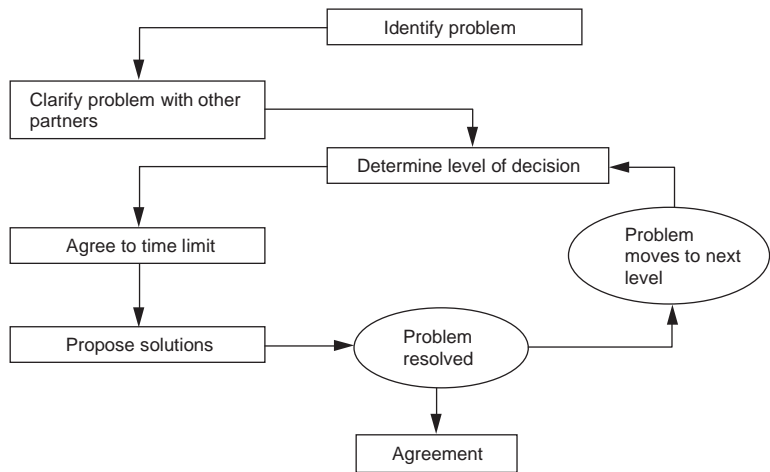 Identify problem
Clarify problem with other
partners
Determine level of decision
Agree to time limit
Problem
moves to next
level
Propose solutions
Problem
resolved
Agreement